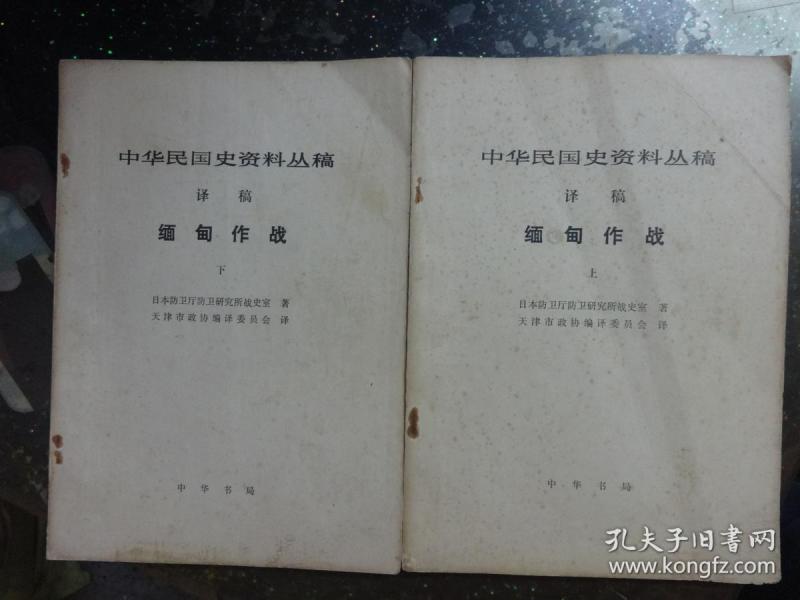 中华民国史资料丛稿
译稿
缅甸作战
下
日本防卫厅防卫研究所战史室 著
天津市政协编译委员会 译
中华书局
中华民国史资料丛稿
译稿
缅甸作战
上
日本防卫厅防卫研究所战史室 著
天津市政协编译委员会 译
中华书局
孔夫子旧书网
www.kongfz.com